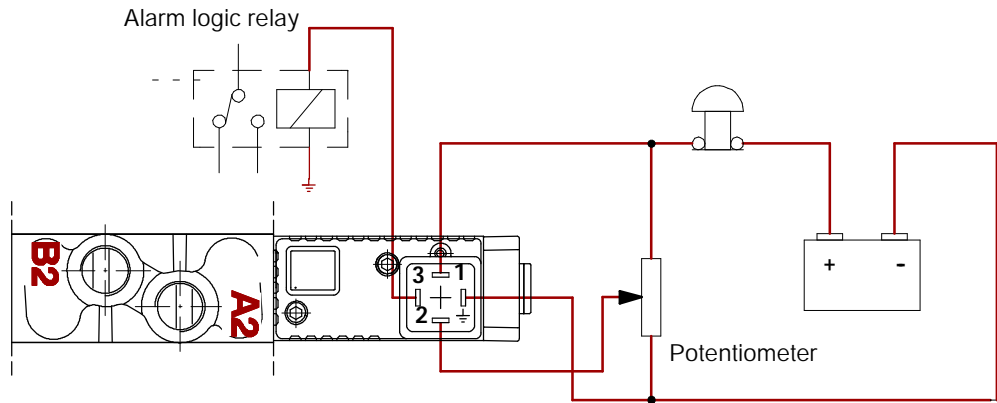 Alarm logic relay
B2
A2
3 1
2
+ -
Potentiometer